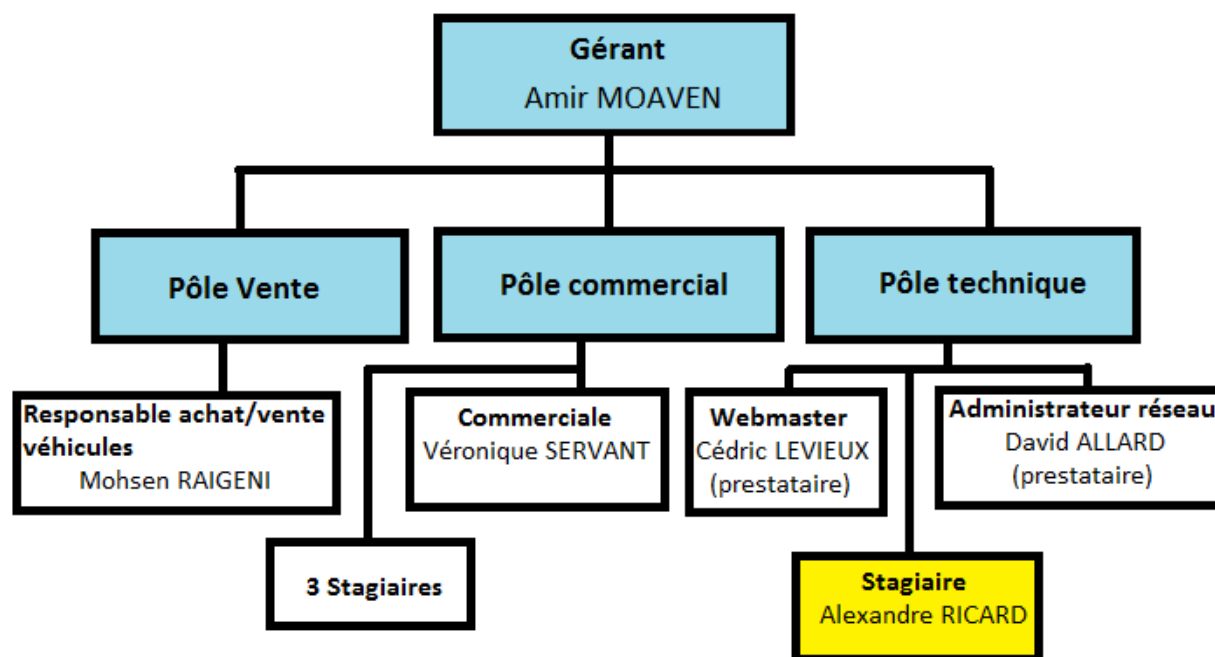 Gérant
Amir MOAVEN
Pôle Vente
Pôle commercial
Pôle technique
Responsable achat/vente
véhicules
Mohsen RAIGENI
Commerciale
Véronique SERVANT
Webmaster
Cédric LEVIEUX
(prestataire)
Administrateur réseau
David ALLARD
(prestataire)
3 Stagiaires
Stagiaire
Alexandre RICARD